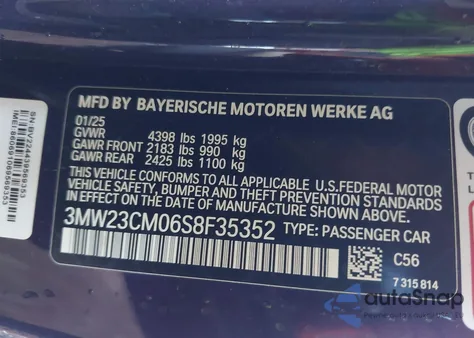 MFD BY BAYERISCHE MOTOREN WERKE AG
01/25
GVWR 4398 lbs 1995 kg
GAWR FRONT 2183 lbs 990 kg
GAWR REAR 2425 lbs 1100 kg
THIS VEHICLE CONFORMS TO ALL APPLICABLE U.S.FEDERAL MOTOR
VEHICLE SAFETY, BUMPER, AND THEFT PREVENTION STANDARDS IN
EFFECT ON THE DATE OF MANUFACTURE SHOWN ABOVE.
3MW23CM06S8F35352 TYPE: PASSENGER CAR
C56
7 315 814
autoSnap